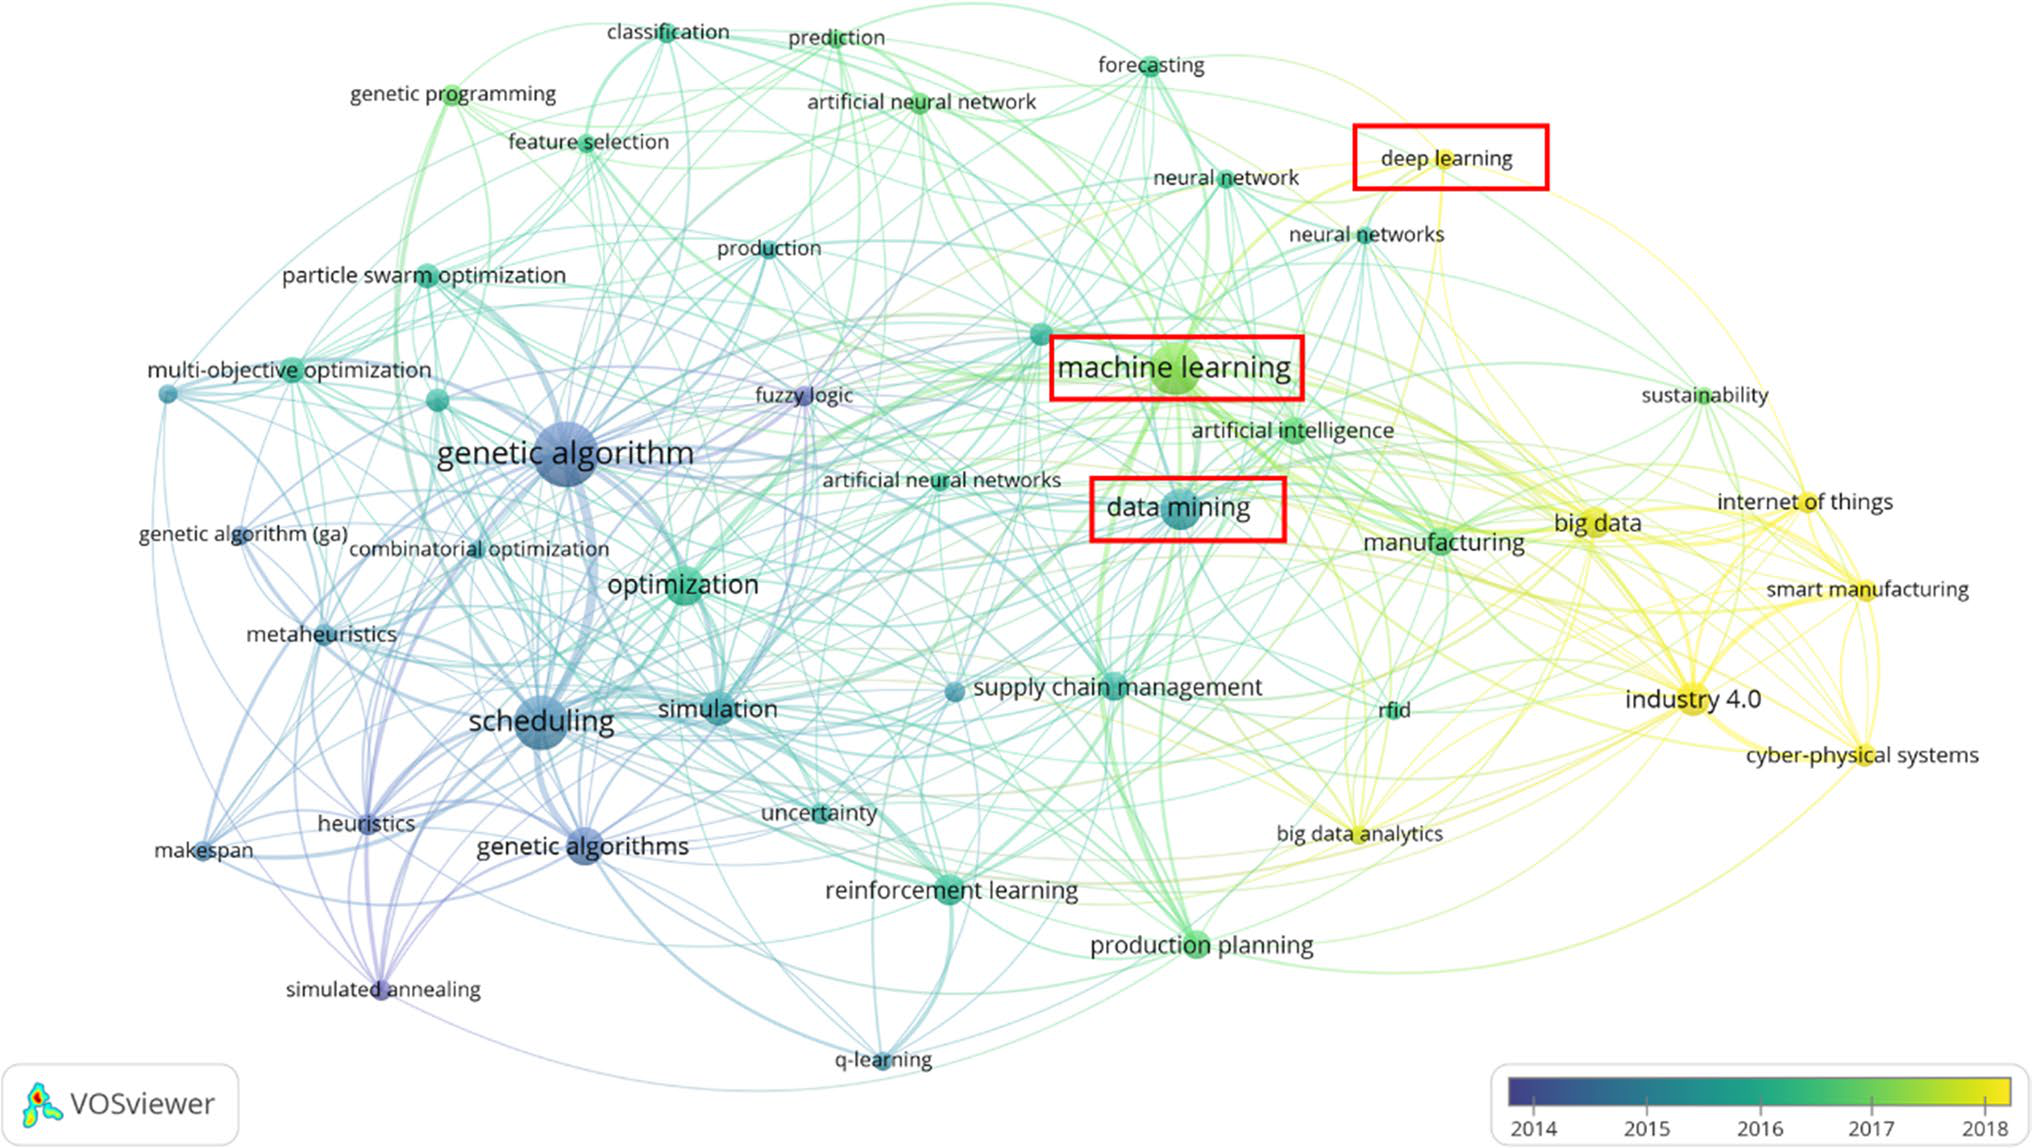 classification
prediction
forecasting
genetic programming
artificial neural network
feature selection
deep learning
neural network
neural networks
production
particle swarm optimization
multi-objective optimization
machine learning
fuzzy logic
sustainability
artificial intelligence
genetic algorithm
artificial neural networks
data mining
internet of things
big data
genetic algorithm (ga)
combinatorial optimization
manufacturing
optimization
smart manufacturing
metaheuristics
supply chain management
industry 4.0
scheduling
simulation
rfid
cyber-physical systems
uncertainty
heuristics
big data analytics
makespan
genetic algorithms
reinforcement learning
production planning
simulated annealing
q-learning
VOSviewer
2014 2015 2016 2017 2018